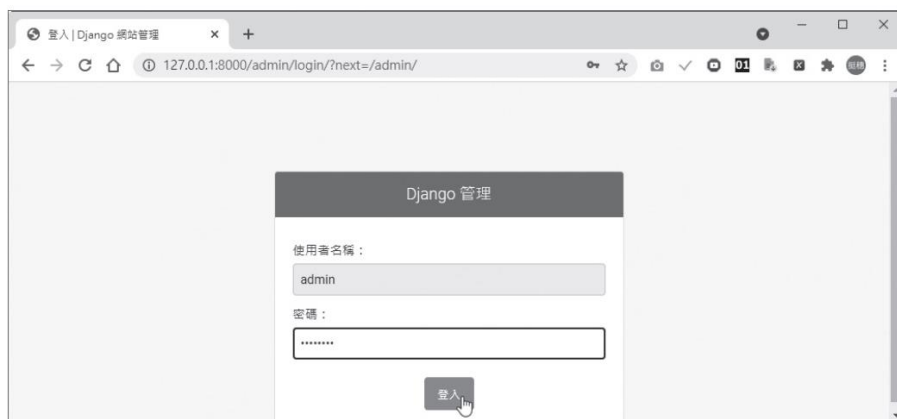 登入 | Django 網站管理
127.0.0.1:8000/admin/login/?next=/admin/
01
Django 管理
使用者名稱：
admin
密碼：
••••••••
登入